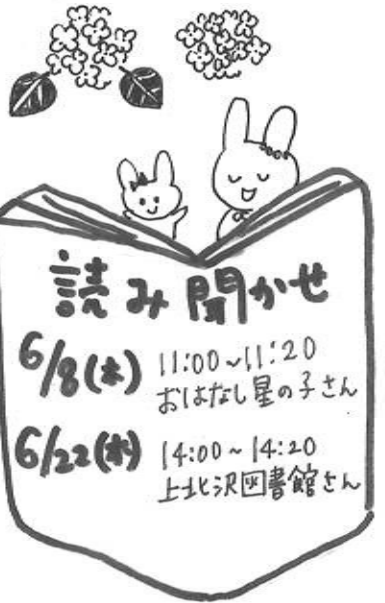 読み聞かせ
6/8(木) 11:00~11:20
おはなし星の子さん
6/22(木) 14:00~14:20
上北沢図書館さん